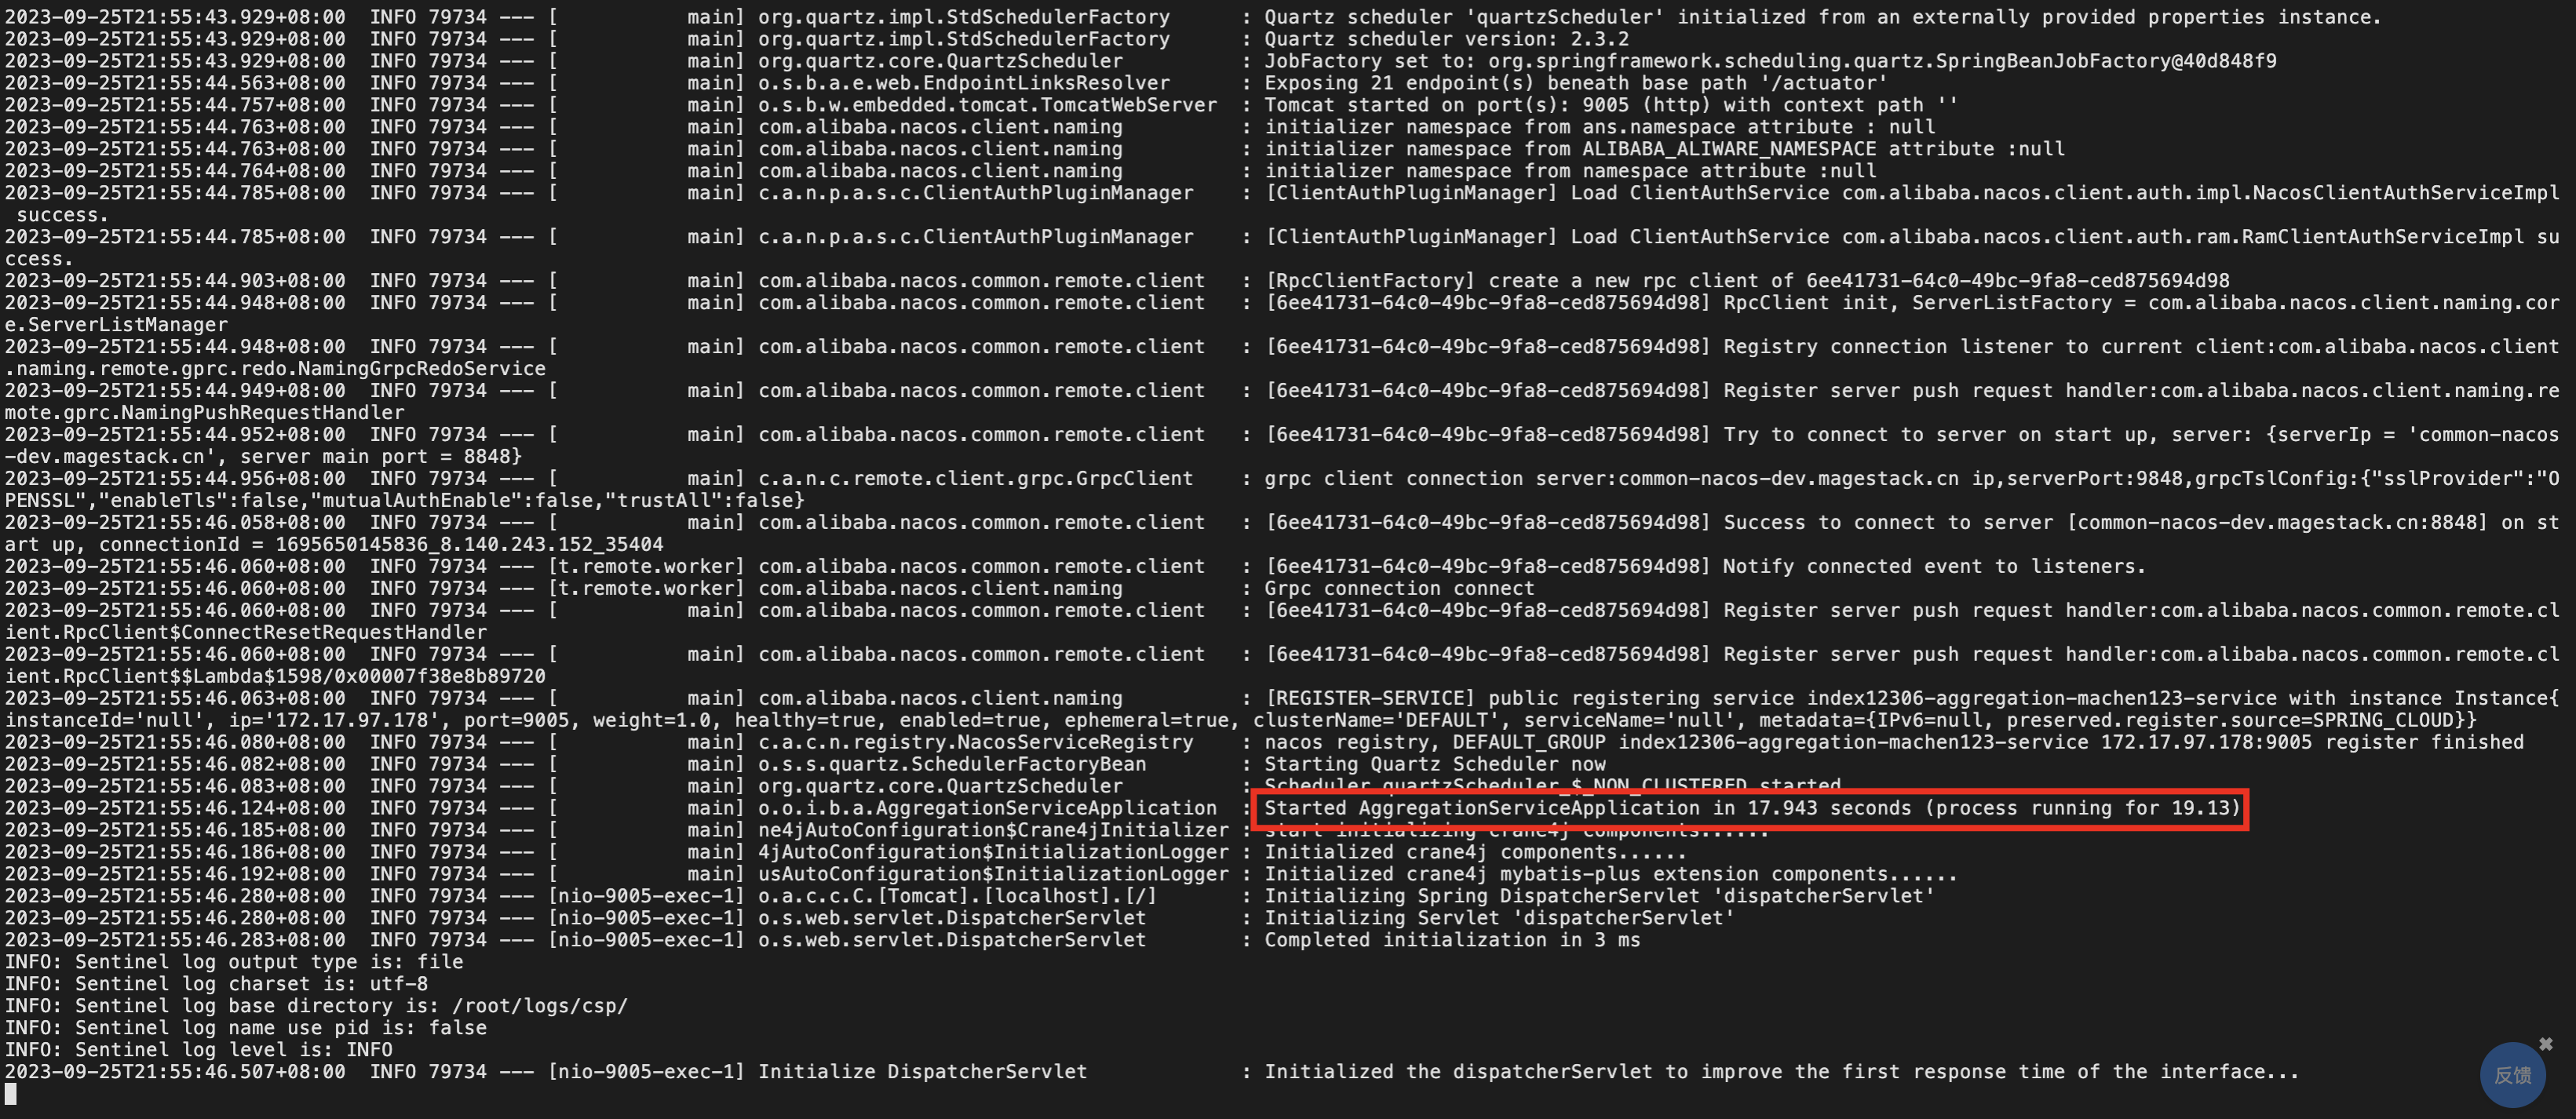 2023-09-25T21:55:43.929+08:00  INFO 79734 --- [           main] org.quartz.impl.StdSchedulerFactory      : Quartz scheduler 'quartzScheduler' initialized from an externally provided properties instance.
2023-09-25T21:55:43.929+08:00  INFO 79734 --- [           main] org.quartz.impl.StdSchedulerFactory      : Quartz scheduler version: 2.3.2
2023-09-25T21:55:43.929+08:00  INFO 79734 --- [           main] org.quartz.core.QuartzScheduler          : JobFactory set to: org.springframework.scheduling.quartz.SpringBeanJobFactory@40d848f9
2023-09-25T21:55:44.563+08:00  INFO 79734 --- [           main] o.s.b.a.e.web.EndpointLinksResolver      : Exposing 21 endpoint(s) beneath base path '/actuator'
2023-09-25T21:55:44.757+08:00  INFO 79734 --- [           main] o.s.b.w.embedded.tomcat.TomcatWebServer  : Tomcat started on port(s): 9005 (http) with context path ''
2023-09-25T21:55:44.763+08:00  INFO 79734 --- [           main] com.alibaba.nacos.client.naming          : initializer namespace from ans.namespace attribute : null
2023-09-25T21:55:44.763+08:00  INFO 79734 --- [           main] com.alibaba.nacos.client.naming          : initializer namespace from ALIBABA_ALIWARE_NAMESPACE attribute :null
2023-09-25T21:55:44.764+08:00  INFO 79734 --- [           main] com.alibaba.nacos.client.naming          : initializer namespace from namespace attribute :null
2023-09-25T21:55:44.785+08:00  INFO 79734 --- [           main] c.a.n.p.a.s.c.ClientAuthPluginManager    : [ClientAuthPluginManager] Load ClientAuthService com.alibaba.nacos.client.auth.impl.NacosClientAuthServiceImpl
 success.
2023-09-25T21:55:44.785+08:00  INFO 79734 --- [           main] c.a.n.p.a.s.c.ClientAuthPluginManager    : [ClientAuthPluginManager] Load ClientAuthService com.alibaba.nacos.client.auth.ram.RamClientAuthServiceImpl su
ccess.
2023-09-25T21:55:44.903+08:00  INFO 79734 --- [           main] com.alibaba.nacos.common.remote.client   : [RpcClientFactory] create a new rpc client of 6ee41731-64c0-49bc-9fa8-ced875694d98
2023-09-25T21:55:44.948+08:00  INFO 79734 --- [           main] com.alibaba.nacos.common.remote.client   : [6ee41731-64c0-49bc-9fa8-ced875694d98] RpcClient init, ServerListFactory = com.alibaba.nacos.client.naming.cor
e.ServerListManager
2023-09-25T21:55:44.948+08:00  INFO 79734 --- [           main] com.alibaba.nacos.common.remote.client   : [6ee41731-64c0-49bc-9fa8-ced875694d98] Registry connection listener to current client:com.alibaba.nacos.client
.naming.remote.gprc.redo.NamingGrpcRedoService
2023-09-25T21:55:44.949+08:00  INFO 79734 --- [           main] com.alibaba.nacos.common.remote.client   : [6ee41731-64c0-49bc-9fa8-ced875694d98] Register server push request handler:com.alibaba.nacos.client.naming.re
mote.gprc.NamingPushRequestHandler
2023-09-25T21:55:44.952+08:00  INFO 79734 --- [           main] com.alibaba.nacos.common.remote.client   : [6ee41731-64c0-49bc-9fa8-ced875694d98] Try to connect to server on start up, server: {serverIp = 'common-nacos
-dev.magestack.cn', server main port = 8848}
2023-09-25T21:55:44.956+08:00  INFO 79734 --- [           main] c.a.n.c.remote.client.grpc.GrpcClient    : grpc client connection server:common-nacos-dev.magestack.cn ip,serverPort:9848,grpcTslConfig:{"sslProvider":"O
PENSSL","enableTls":false,"mutualAuthEnable":false,"trustAll":false}
2023-09-25T21:55:46.058+08:00  INFO 79734 --- [           main] com.alibaba.nacos.common.remote.client   : [6ee41731-64c0-49bc-9fa8-ced875694d98] Success to connect to server [common-nacos-dev.magestack.cn:8848] on st
art up, connectionId = 1695650145836_8.140.243.152_35404
2023-09-25T21:55:46.060+08:00  INFO 79734 --- [t.remote.worker] com.alibaba.nacos.common.remote.client   : [6ee41731-64c0-49bc-9fa8-ced875694d98] Notify connected event to listeners.
2023-09-25T21:55:46.060+08:00  INFO 79734 --- [t.remote.worker] com.alibaba.nacos.client.naming          : Grpc connection connect
2023-09-25T21:55:46.060+08:00  INFO 79734 --- [           main] com.alibaba.nacos.common.remote.client   : [6ee41731-64c0-49bc-9fa8-ced875694d98] Register server push request handler:com.alibaba.nacos.common.remote.cl
ient.RpcClient$ConnectResetRequestHandler
2023-09-25T21:55:46.060+08:00  INFO 79734 --- [           main] com.alibaba.nacos.common.remote.client   : [6ee41731-64c0-49bc-9fa8-ced875694d98] Register server push request handler:com.alibaba.nacos.common.remote.cl
ient.RpcClient$$Lambda$1598/0x00007f38e8b89720
2023-09-25T21:55:46.063+08:00  INFO 79734 --- [           main] com.alibaba.nacos.client.naming          : [REGISTER-SERVICE] public registering service index12306-aggregation-machen123-service with instance Instance{
instanceId='null', ip='172.17.97.178', port=9005, weight=1.0, healthy=true, enabled=true, ephemeral=true, clusterName='DEFAULT', serviceName='null', metadata={IPv6=null, preserved.register.source=SPRING_CLOUD}}
2023-09-25T21:55:46.080+08:00  INFO 79734 --- [           main] c.a.c.n.registry.NacosServiceRegistry    : nacos registry, DEFAULT_GROUP index12306-aggregation-machen123-service 172.17.97.178:9005 register finished
2023-09-25T21:55:46.082+08:00  INFO 79734 --- [           main] o.s.s.quartz.SchedulerFactoryBean        : Starting Quartz Scheduler now
2023-09-25T21:55:46.083+08:00  INFO 79734 --- [           main] org.quartz.core.QuartzScheduler          : Scheduler quartzScheduler_$_NON_CLUSTERED started.
2023-09-25T21:55:46.124+08:00  INFO 79734 --- [           main] o.o.i.b.a.AggregationServiceApplication  : Started AggregationServiceApplication in 17.943 seconds (process running for 19.13)
2023-09-25T21:55:46.185+08:00  INFO 79734 --- [           main] ne4jAutoConfiguration$Crane4jInitializer : start initializing crane4j components......
2023-09-25T21:55:46.186+08:00  INFO 79734 --- [           main] 4jAutoConfiguration$InitializationLogger : Initialized crane4j components......
2023-09-25T21:55:46.192+08:00  INFO 79734 --- [           main] usAutoConfiguration$InitializationLogger : Initialized crane4j mybatis-plus extension components......
2023-09-25T21:55:46.280+08:00  INFO 79734 --- [nio-9005-exec-1] o.a.c.c.C.[Tomcat].[localhost].[/]       : Initializing Spring DispatcherServlet 'dispatcherServlet'
2023-09-25T21:55:46.280+08:00  INFO 79734 --- [nio-9005-exec-1] o.s.web.servlet.DispatcherServlet        : Initializing Servlet 'dispatcherServlet'
2023-09-25T21:55:46.283+08:00  INFO 79734 --- [nio-9005-exec-1] o.s.web.servlet.DispatcherServlet        : Completed initialization in 3 ms
INFO: Sentinel log output type is: file
INFO: Sentinel log charset is: utf-8
INFO: Sentinel log base directory is: /root/logs/csp/
INFO: Sentinel log name use pid is: false
INFO: Sentinel log level is: INFO
2023-09-25T21:55:46.507+08:00  INFO 79734 --- [nio-9005-exec-1] Initialize DispatcherServlet             : Initialized the dispatcherServlet to improve the first response time of the interface...
反馈